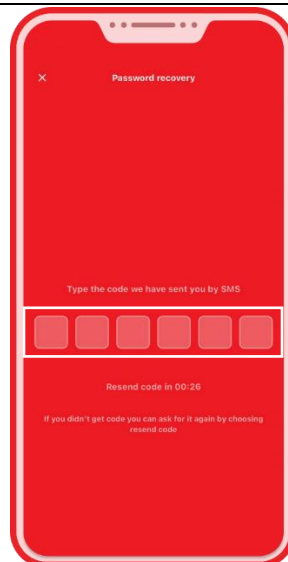 Password recovery
Type the code we have sent you by SMS
Resend code in 00:26
If you didn't get code you can ask for it again by choosing
resend code